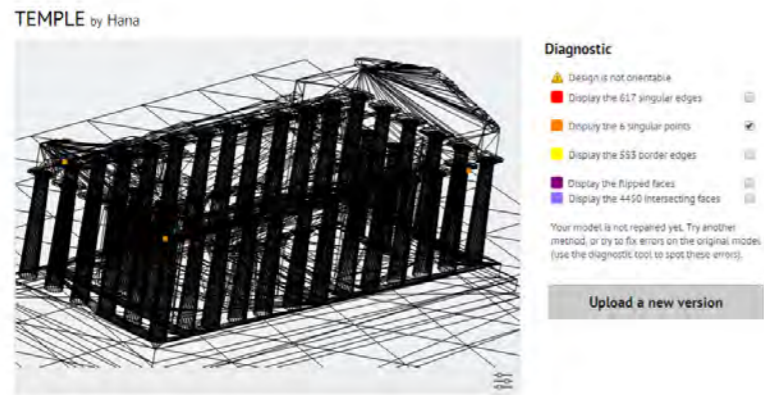 TEMPLE by Hana
Diagnostic
Design is not orientable
Display the 617 singular edges
Display the 6 singular points
Display the 553 border edges
Display the flipped faces
Display the 4450 intersecting faces
Your model is not repaired yet. Try another
method, or try to fix errors on the original model
(use the diagnostic tool to spot these errors).
Upload a new version